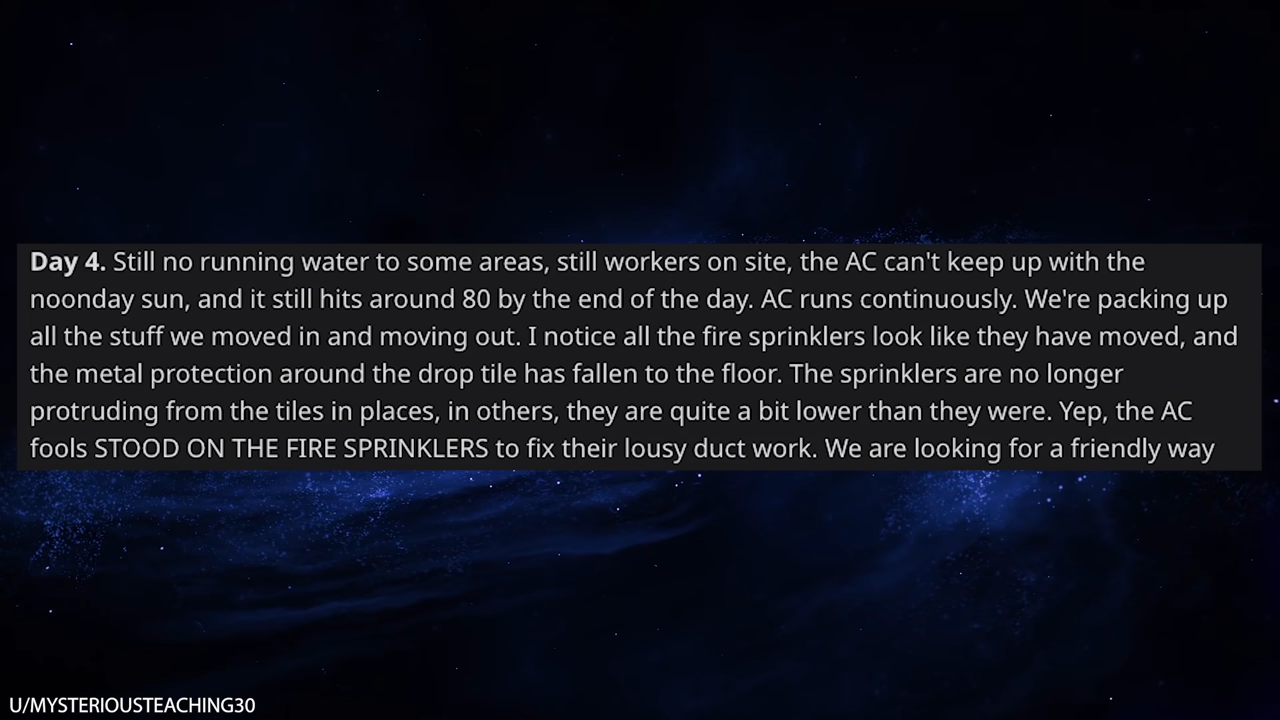 Day 4. Still no running water to some areas, still workers on site, the AC can't keep up with the
noonday sun, and it still hits around 80 by the end of the day. AC runs continuously. We're packing up
all the stuff we moved in and moving out. I notice all the fire sprinklers look like they have moved, and
the metal protection around the drop tile has fallen to the floor. The sprinklers are no longer
protruding from the tiles in places, in others, they are quite a bit lower than they were. Yep, the AC
fools STOOD ON THE FIRE SPRINKLERS to fix their lousy duct work. We are looking for a friendly way
U/MYSTERIOUSTEACHING30